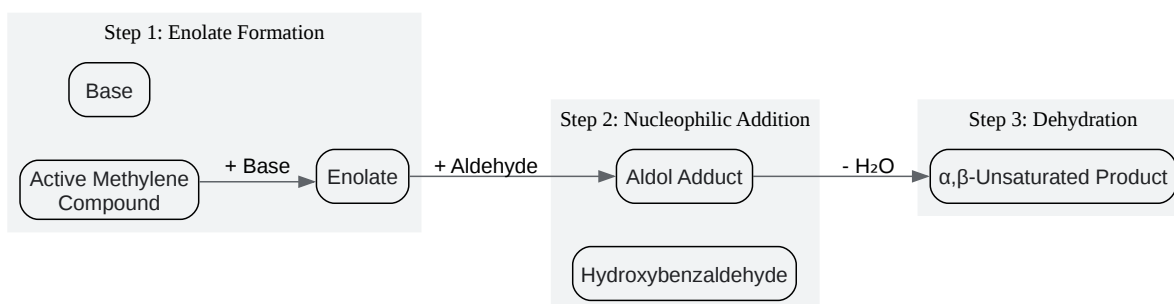 Step 1: Enolate Formation
Base
Active Methylene
Compound
+ Base
Enolate
+ Aldehyde
Step 2: Nucleophilic Addition
Aldol Adduct
Hydroxybenzaldehyde
- H₂O
Step 3: Dehydration
α,β-Unsaturated Product